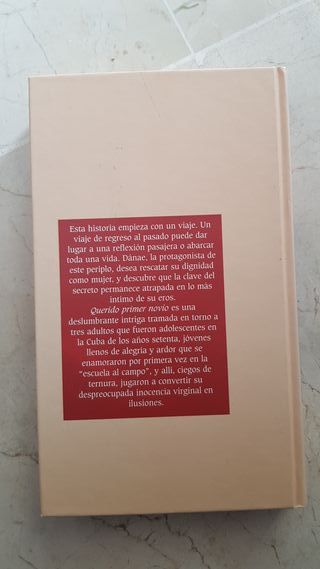 Esta historia empieza con un viaje. Un
viaje de regreso al pasado puede dar
lugar a una reflexión pasajera o abarcar
toda una vida. Dánae, la protagonista de
este periplo, desea rescatar su dignidad
como mujer, y descubre que la clave del
secreto permanece atrapada en lo más
íntimo de su eros.
Querido primer novio es una
deslumbrante intriga tramada en torno a
tres adultos que fueron adolescentes en
la Cuba de los años setenta, jóvenes
llenos de alegría y ardor que se
enamoraron por primera vez en la
“escuela al campo”, y allí, ciegos de
ternura, jugaron a convertir su
despreocupada inocencia virginal en
ilusiones.